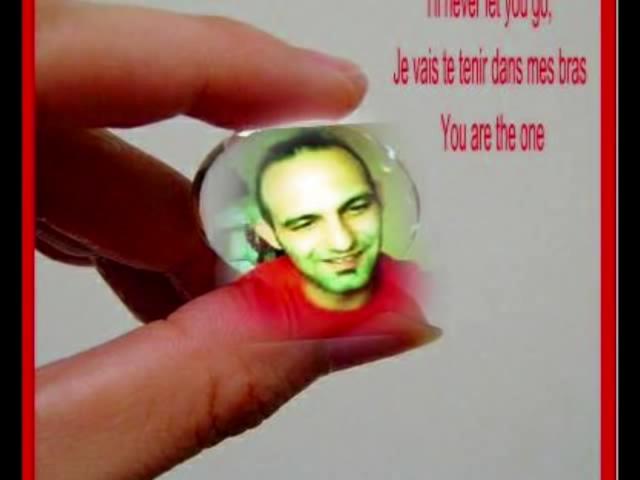 I'll never let you go,
Je vais te tenir dans mes bras
You are the one